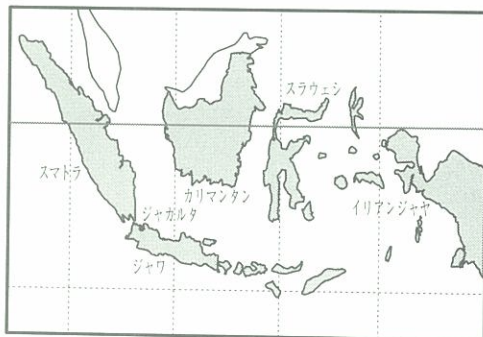 スラウェシ
スマトラ
カリマンタン
イリアンジャヤ
ジャガルタ
ジャワ